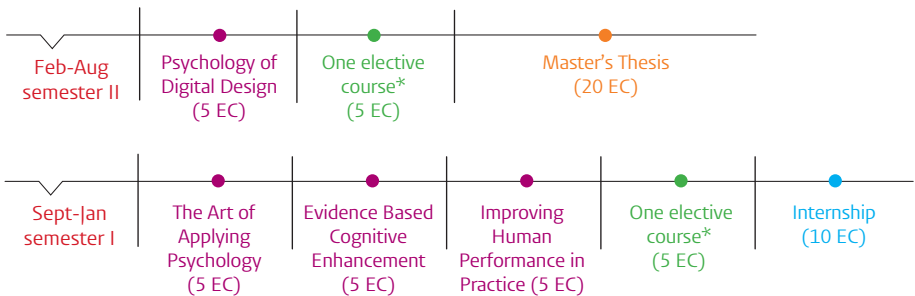 Feb-Aug
semester II
Psychology of
Digital Design
(5 EC)
One elective
course*
(5 EC)
Master's Thesis
(20 EC)
Sept-Jan
semester I
The Art of
Applying
Psychology
(5 EC)
Evidence Based
Cognitive
Enhancement
(5 EC)
Improving
Human
Performance in
Practice (5 EC)
One elective
course*
(5 EC)
Internship
(10 EC)